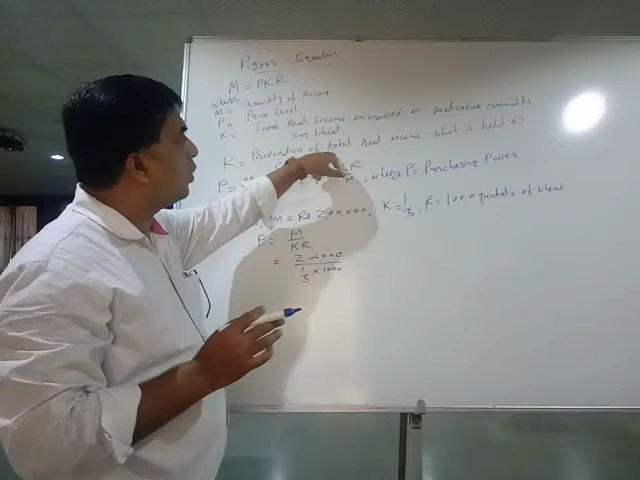 Pigou's Equation
M = PKR
Where,
M = Quantity of Money
P = Price Level
R = Total Real Income expressed in particular commodity say Wheat
K = Proportion of total real income which is held as
P = R, where P = Purchasing Power
M = Rs 2,00,000, K = 1/5, R = 1000 quintals of wheat
P = M/KR
= 200000 / (1/5 × 1000)